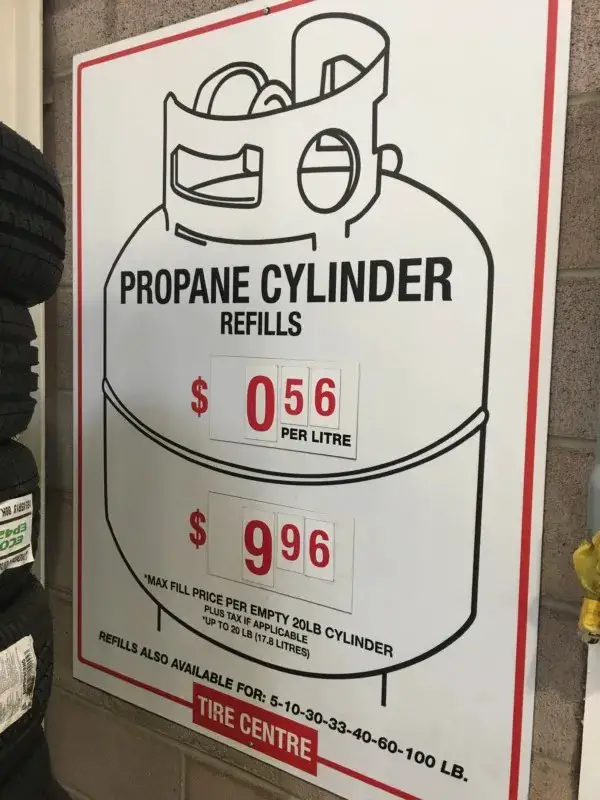 PROPANE CYLINDER
REFILLS
$ 0 56
PER LITRE
$ 9 96
*MAX FILL PRICE PER EMPTY 20LB CYLINDER
PLUS TAX IF APPLICABLE
*UP TO 20 LB (17.8 LITRES)
REFILLS ALSO AVAILABLE FOR: 5-10-30-33-40-60-100 LB.
TIRE CENTRE